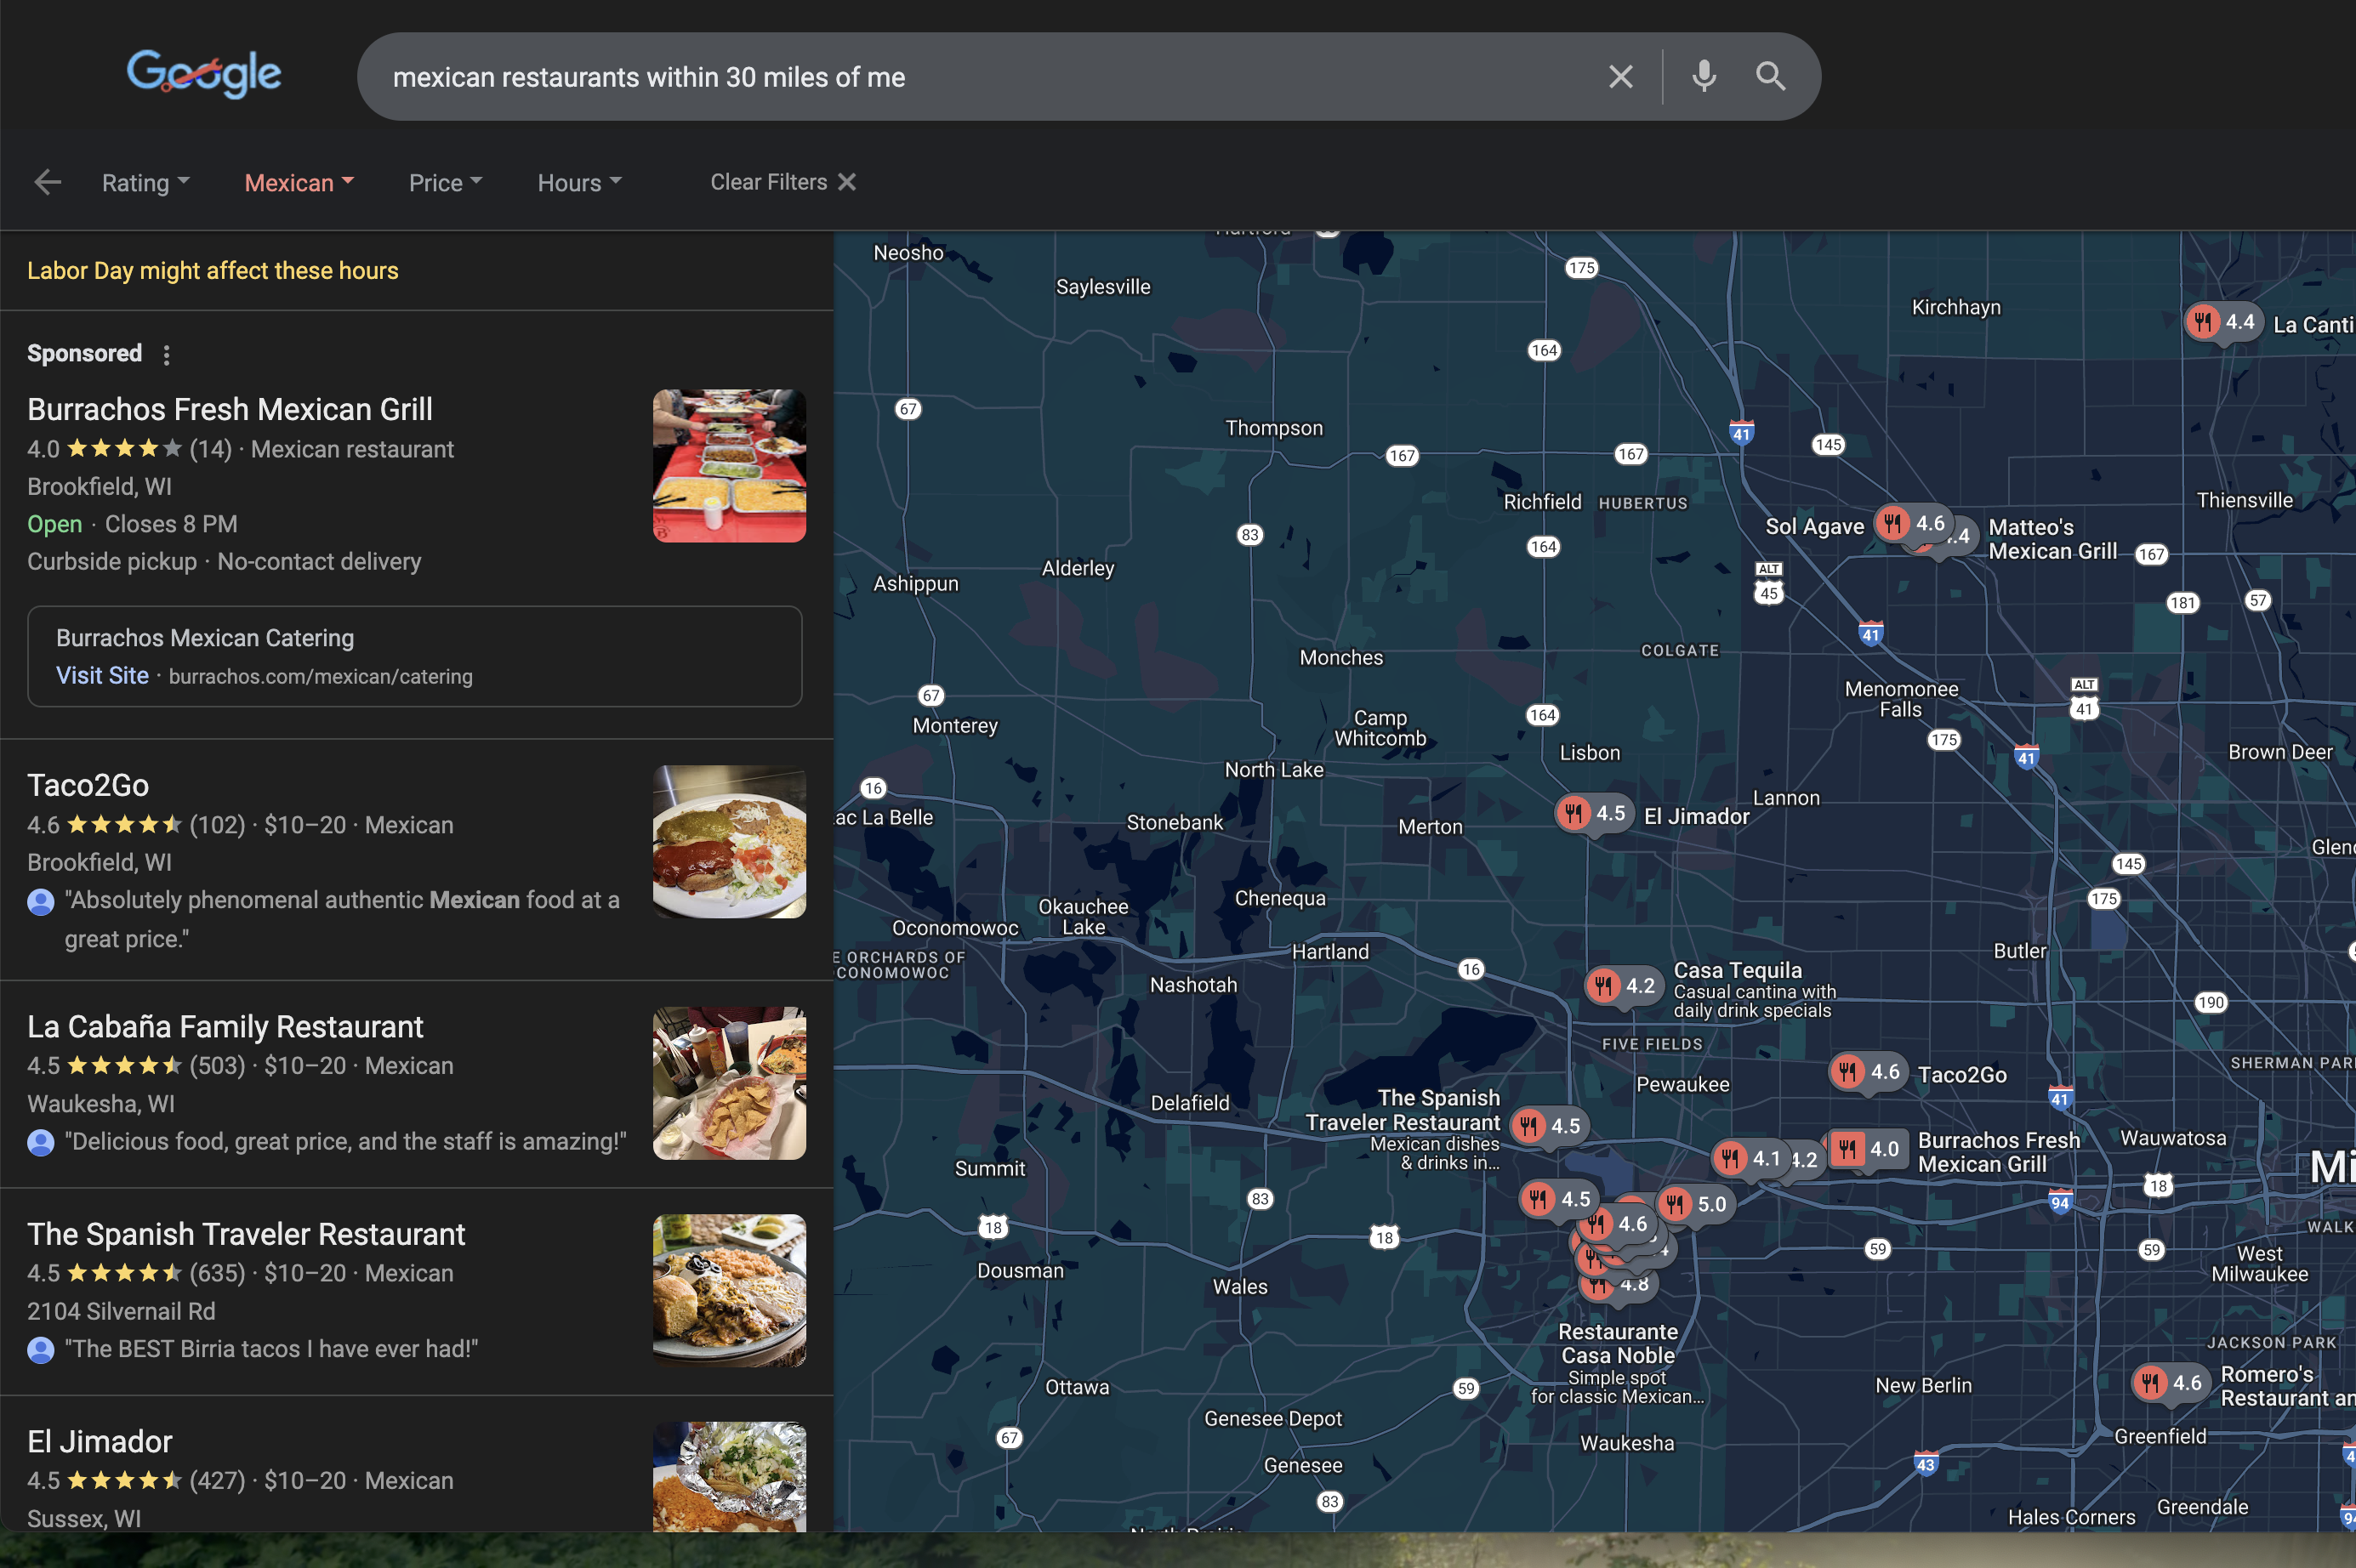 Google
mexican restaurants within 30 miles of me
Rating
Mexican
Price
Hours
Clear Filters
Labor Day might affect these hours
Sponsored
Burrachos Fresh Mexican Grill
4.0 (14) · Mexican restaurant
Brookfield, WI
Open · Closes 8 PM
Curbside pickup · No-contact delivery
Burrachos Mexican Catering
Visit Site · burrachos.com/mexican/catering
Taco2Go
4.6 (102) · $10–20 · Mexican
Brookfield, WI
"Absolutely phenomenal authentic Mexican food at a
great price."
La Cabaña Family Restaurant
4.5 (503) · $10–20 · Mexican
Waukesha, WI
"Delicious food, great price, and the staff is amazing!"
The Spanish Traveler Restaurant
4.5 (635) · $10–20 · Mexican
2104 Silvernail Rd
"The BEST Birria tacos I have ever had!"
El Jimador
4.5 (427) · $10–20 · Mexican
Sussex, WI
Neosho
175
Saylesville
Kirchhayn
4.4 La Canti
164
67
Thompson
41
145
167
167
Richfield
HUBERTUS
Thiensville
Sol Agave
4.6
.4
Matteo's
Mexican Grill
167
83
164
Ashippun
Alderley
ALT
45
181
57
41
Monches
COLGATE
67
Monterey
164
Camp
Whitcomb
Menomonee
Falls
ALT
41
175
Lisbon
41
Brown Deer
North Lake
16
ac La Belle
Stonebank
Merton
4.5
El Jimador
Lannon
Glend
145
175
Chenequa
Okauchee
Lake
Oconomowoc
E ORCHARDS OF
CONOMOWOC
Hartland
16
Butler
Nashotah
4.2
Casa Tequila
Casual cantina with
daily drink specials
190
FIVE FIELDS
SHERMAN PAR
4.6
Taco2Go
Pewaukee
41
Delafield
The Spanish
Traveler Restaurant
Mexican dishes
& drinks in...
4.5
4.1
4.2
4.0
Burrachos Fresh
Mexican Grill
Wauwatosa
Mi
Summit
83
18
4.5
4.6
5.0
94
18
WALK
18
4
59
59
West
Milwaukee
Dousman
Wales
4.8
Restaurante
Casa Noble
Simple spot
for classic Mexican...
JACKSON PARK
Ottawa
59
New Berlin
4.6
Romero's
Restaurant an
Genesee Depot
67
Waukesha
Greenfield
Genesee
43
83
Hales Corners
Greendale